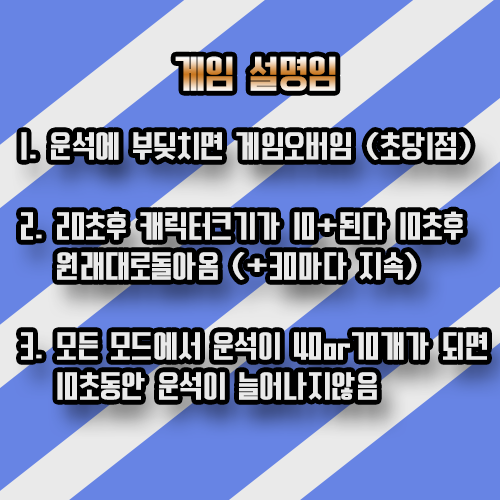 게임 설명임
1. 운석에 부딪치면 게임오버임 (초당1점)
2. 20초후 캐릭터크기가 10+된다 10초후
원래대로돌아옴 (+30마다 지속)
3. 모든 모드에서 운석이 40or70개가 되면
10초동안 운석이 늘어나지않음